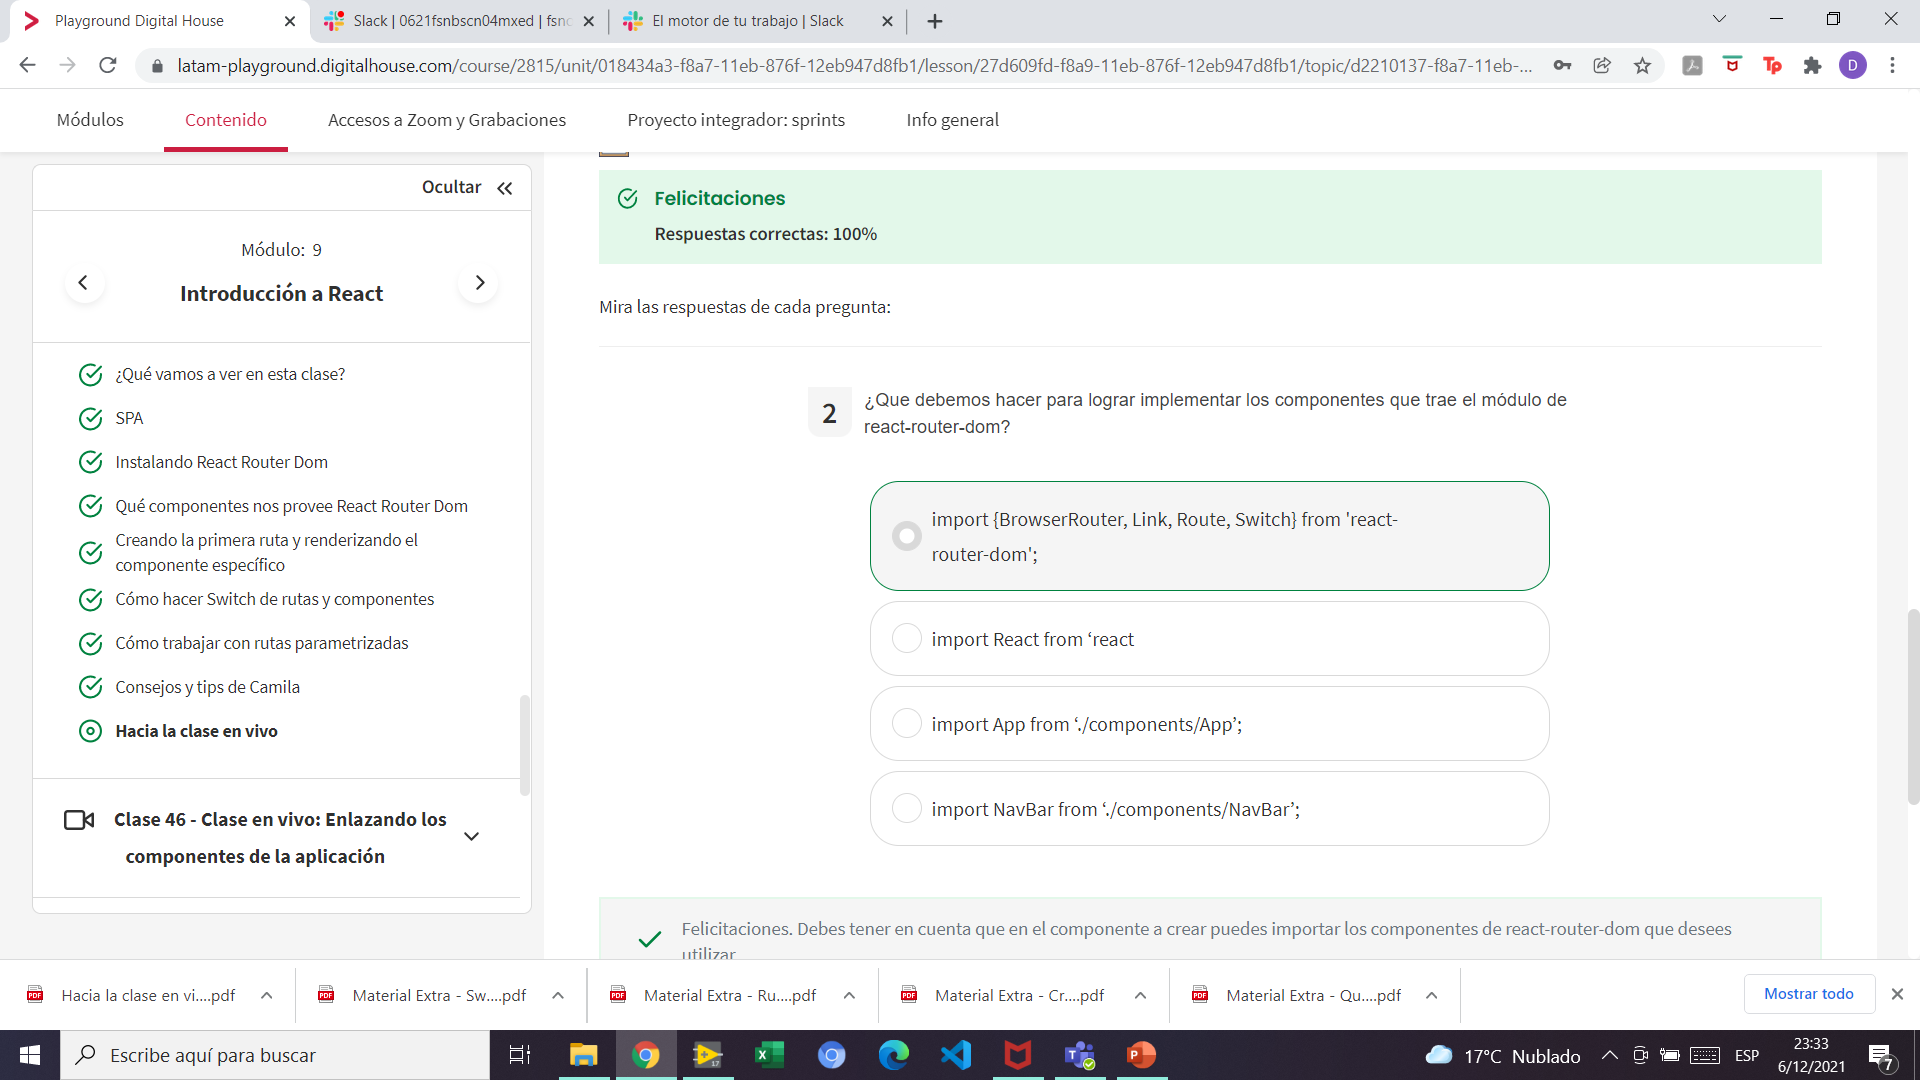 Playground Digital House
Slack | 0621fsnbscn04mxed | fsno
El motor de tu trabajo | Slack
latam-playground.digitalhouse.com/course/2815/unit/018434a3-f8a7-11eb-876f-12eb947d8fb1/lesson/27d609fd-f8a9-11eb-876f-12eb947d8fb1/topic/d2210137-f8a7-11eb-...
Tp
D
Módulos
Contenido
Accesos a Zoom y Grabaciones
Proyecto integrador: sprints
Info general
Ocultar
Módulo: 9
Introducción a React
¿Qué vamos a ver en esta clase?
SPA
Instalando React Router Dom
Qué componentes nos provee React Router Dom
Creando la primera ruta y renderizando el
componente específico
Cómo hacer Switch de rutas y componentes
Cómo trabajar con rutas parametrizadas
Consejos y tips de Camila
Hacia la clase en vivo
Clase 46 - Clase en vivo: Enlazando los
componentes de la aplicación
Felicitaciones
Respuestas correctas: 100%
Mira las respuestas de cada pregunta:
2
¿Que debemos hacer para lograr implementar los componentes que trae el módulo de
react-router-dom?
import {BrowserRouter, Link, Route, Switch} from 'react-
router-dom';
import React from ‘react
import App from ‘./components/App’;
import NavBar from ‘./components/NavBar’;
Felicitaciones. Debes tener en cuenta que en el componente a crear puedes importar los componentes de react-router-dom que desees
utilizar
PDF
Hacia la clase en vi....pdf
PDF
Material Extra - Sw....pdf
PDF
Material Extra - Ru....pdf
PDF
Material Extra - Cr....pdf
PDF
Material Extra - Qu....pdf
Mostrar todo
Escribe aquí para buscar
17°C Nublado
ESP
23:33
6/12/2021
7